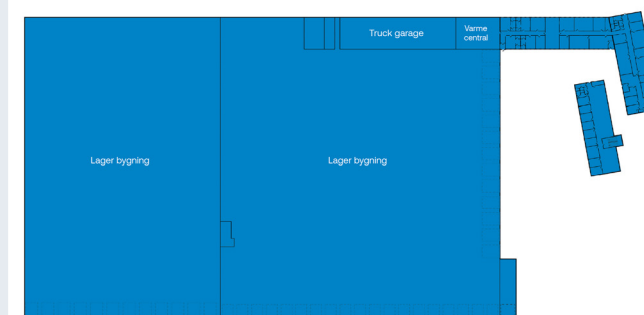 Truck garage
Varme
central
Lager bygning
Lager bygning